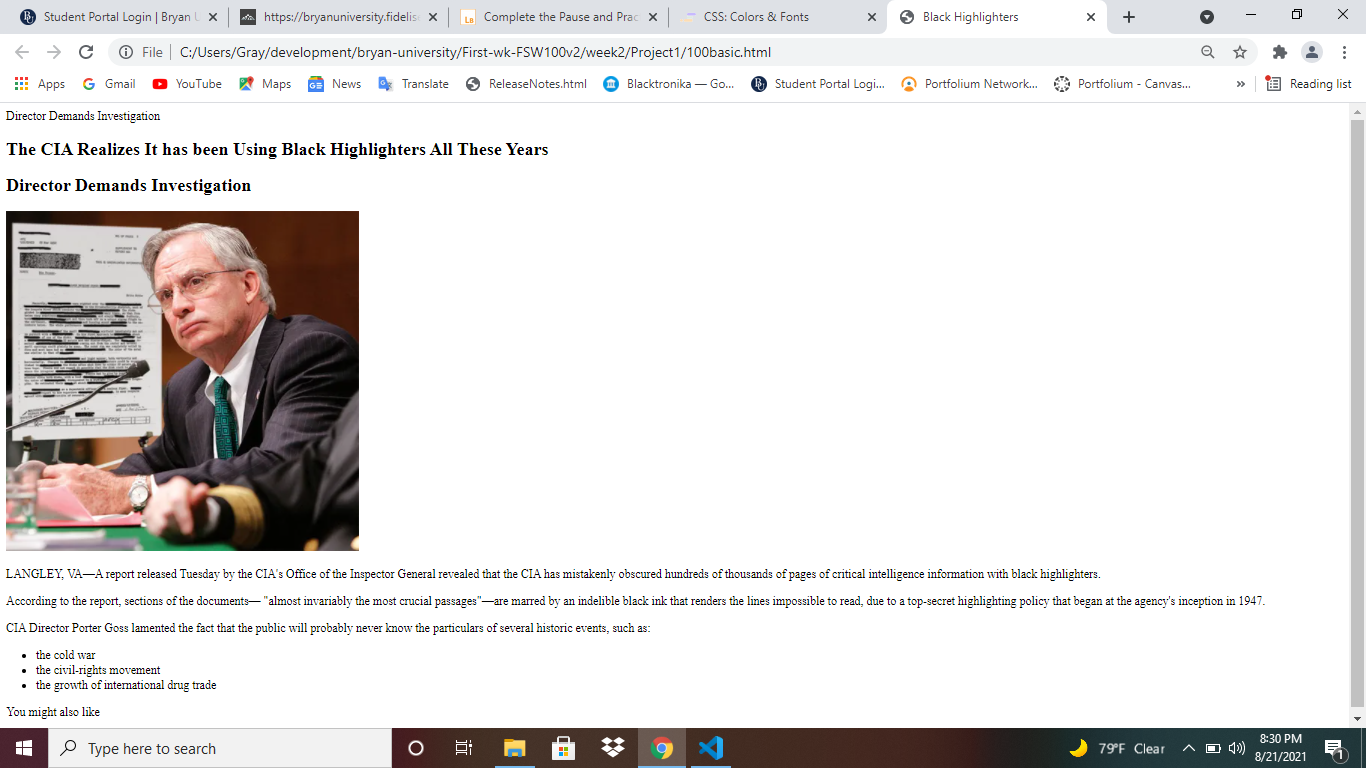 Student Portal Login | Bryan U
https://bryanuniversity.fidelis
Complete the Pause and Prac
CSS: Colors & Fonts
Black Highlighters
File
C:/Users/Gray/development/bryan-university/First-wk-FSW100v2/week2/Project1/100basic.html
Apps
Gmail
YouTube
Maps
News
Translate
ReleaseNotes.html
Blacktronika — Go...
Student Portal Logi...
Portfolium Network...
Portfolium - Canvas...
»
Reading list
Director Demands Investigation
The CIA Realizes It has been Using Black Highlighters All These Years
Director Demands Investigation
LANGLEY, VA—A report released Tuesday by the CIA's Office of the Inspector General revealed that the CIA has mistakenly obscured hundreds of thousands of pages of critical intelligence information with black highlighters.
According to the report, sections of the documents— "almost invariably the most crucial passages"—are marred by an indelible black ink that renders the lines impossible to read, due to a top-secret highlighting policy that began at the agency's inception in 1947.
CIA Director Porter Goss lamented the fact that the public will probably never know the particulars of several historic events, such as:
• the cold war
• the civil-rights movement
• the growth of international drug trade
You might also like
Type here to search
79°F Clear
8:30 PM
8/21/2021
1